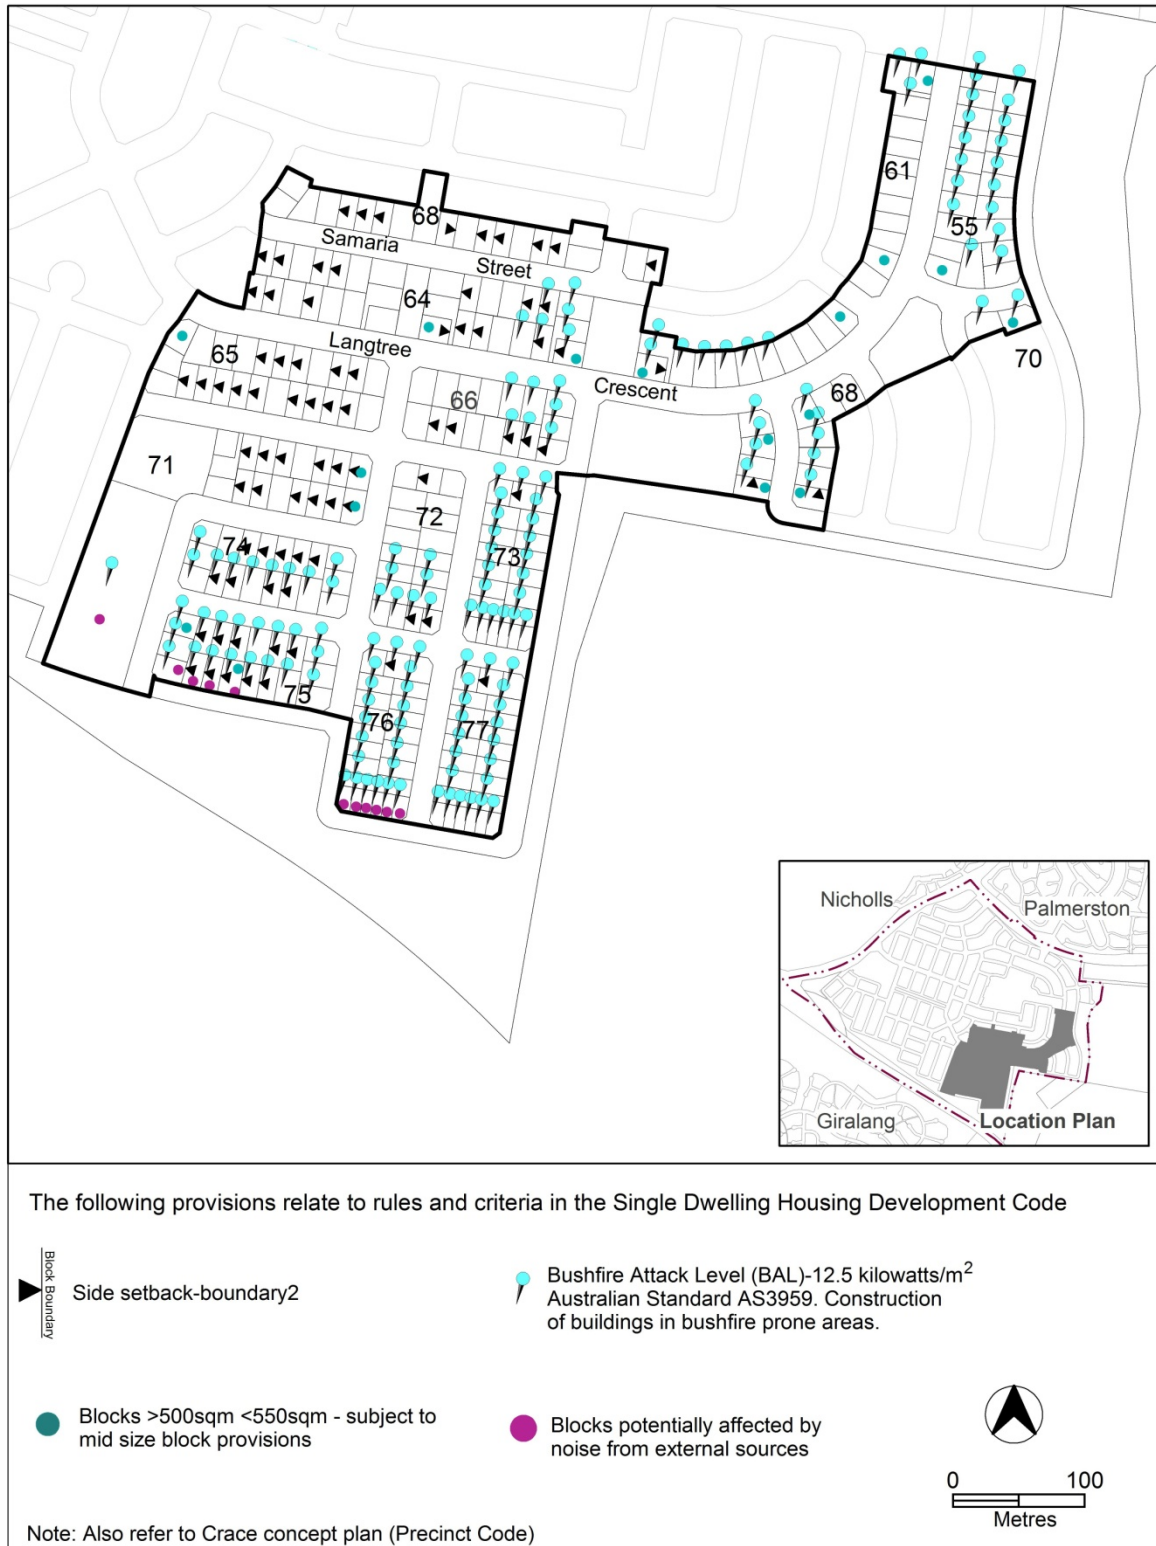 61
55
68
Samaria
Street
64
Langtree
65
Crescent
70
68
66
71
72
74
73
75
76
77
Nicholls
Palmerston
Giralang
Location Plan
The following provisions relate to rules and criteria in the Single Dwelling Housing Development Code
Block Boundary
Side setback-boundary2
Bushfire Attack Level (BAL)-12.5 kilowatts/m²
Australian Standard AS3959. Construction
of buildings in bushfire prone areas.
Blocks >500sqm <550sqm - subject to
mid size block provisions
Blocks potentially affected by
noise from external sources
0 100
Metres
Note: Also refer to Crace concept plan (Precinct Code)